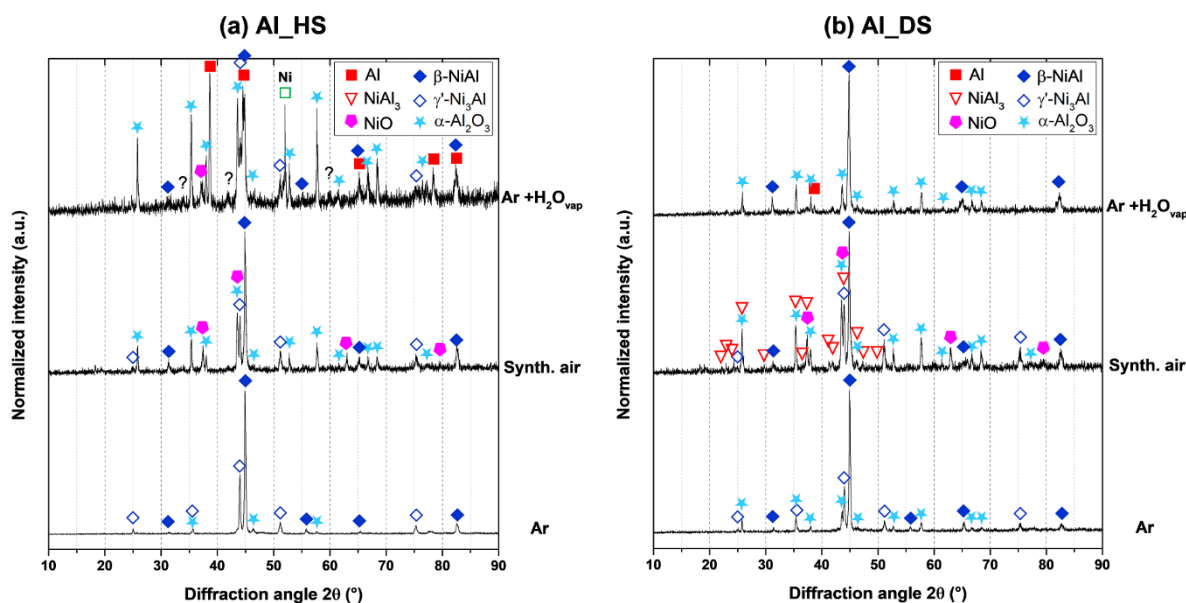 (a) Al_HS
Al
NiAl₃
NiO
β-NiAl
γ'-Ni₃Al
α-Al₂O₃
Ni
?
?
?
Ar +H₂Ovap
Synth. air
Ar
Normalized intensity (a.u.)
10 20 30 40 50 60 70 80 90
Diffraction angle 2θ (°)
(b) Al_DS
Al
NiAl₃
NiO
β-NiAl
γ'-Ni₃Al
α-Al₂O₃
Ar +H₂Ovap
Synth. air
Ar
Normalized intensity (a.u.)
10 20 30 40 50 60 70 80 90
Diffraction angle 2θ (°)